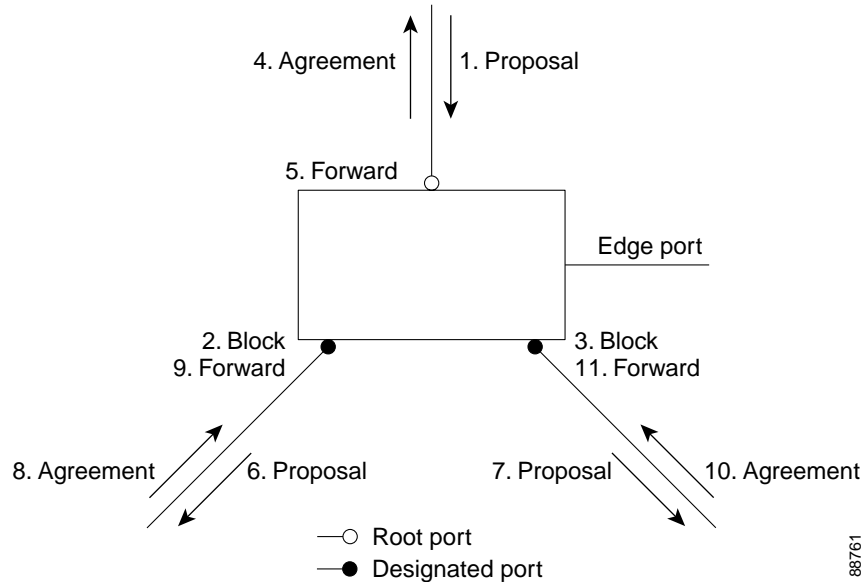 4. Agreement
1. Proposal
5. Forward
Edge port
2. Block
9. Forward
3. Block
11. Forward
8. Agreement
6. Proposal
7. Proposal
10. Agreement
Root port
Designated port
88761